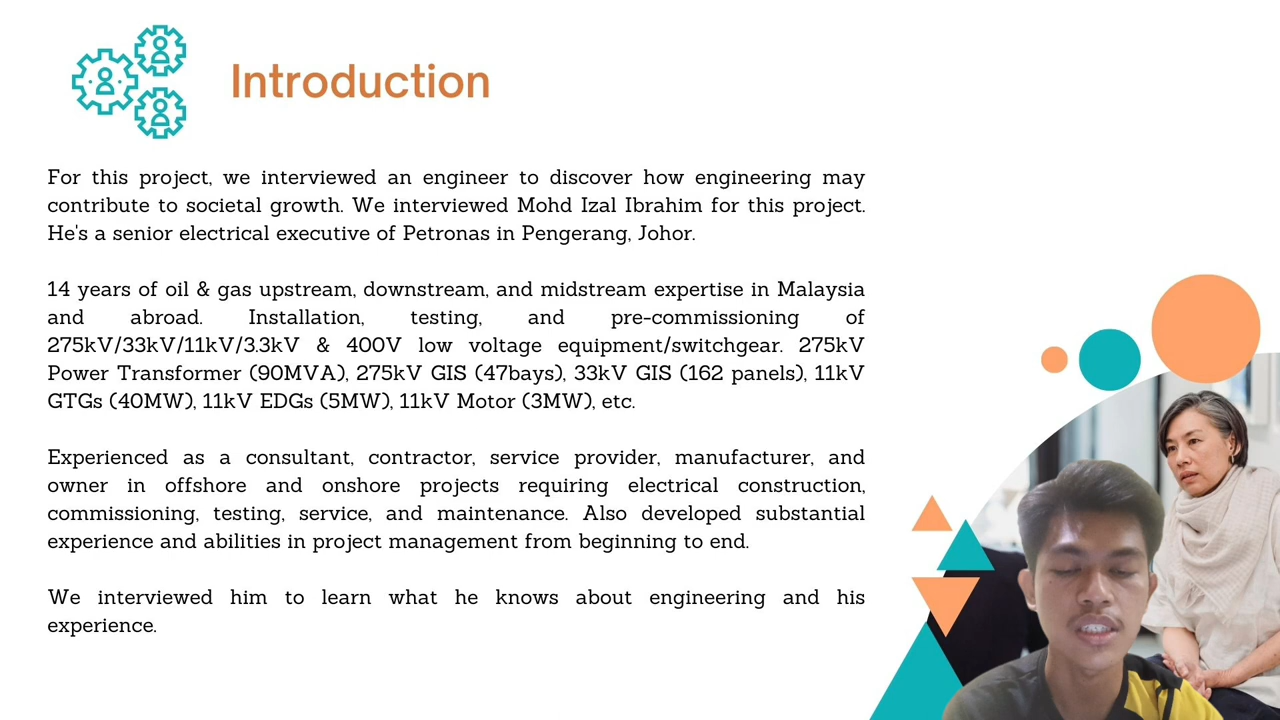 Introduction
For this project, we interviewed an engineer to discover how engineering may
contribute to societal growth. We interviewed Mohd Izal Ibrahim for this project.
He's a senior electrical executive of Petronas in Pengerang, Johor.
14 years of oil & gas upstream, downstream, and midstream expertise in Malaysia
and abroad. Installation, testing, and pre-commissioning of
275kV/33kV/11kV/3.3kV & 400V low voltage equipment/switchgear. 275kV
Power Transformer (90MVA), 275kV GIS (47bays), 33kV GIS (162 panels), 11kV
GTGs (40MW), 11kV EDGs (5MW), 11kV Motor (3MW), etc.
Experienced as a consultant, contractor, service provider, manufacturer, and
owner in offshore and onshore projects requiring electrical construction,
commissioning, testing, service, and maintenance. Also developed substantial
experience and abilities in project management from beginning to end.
We interviewed him to learn what he knows about engineering and his
experience.